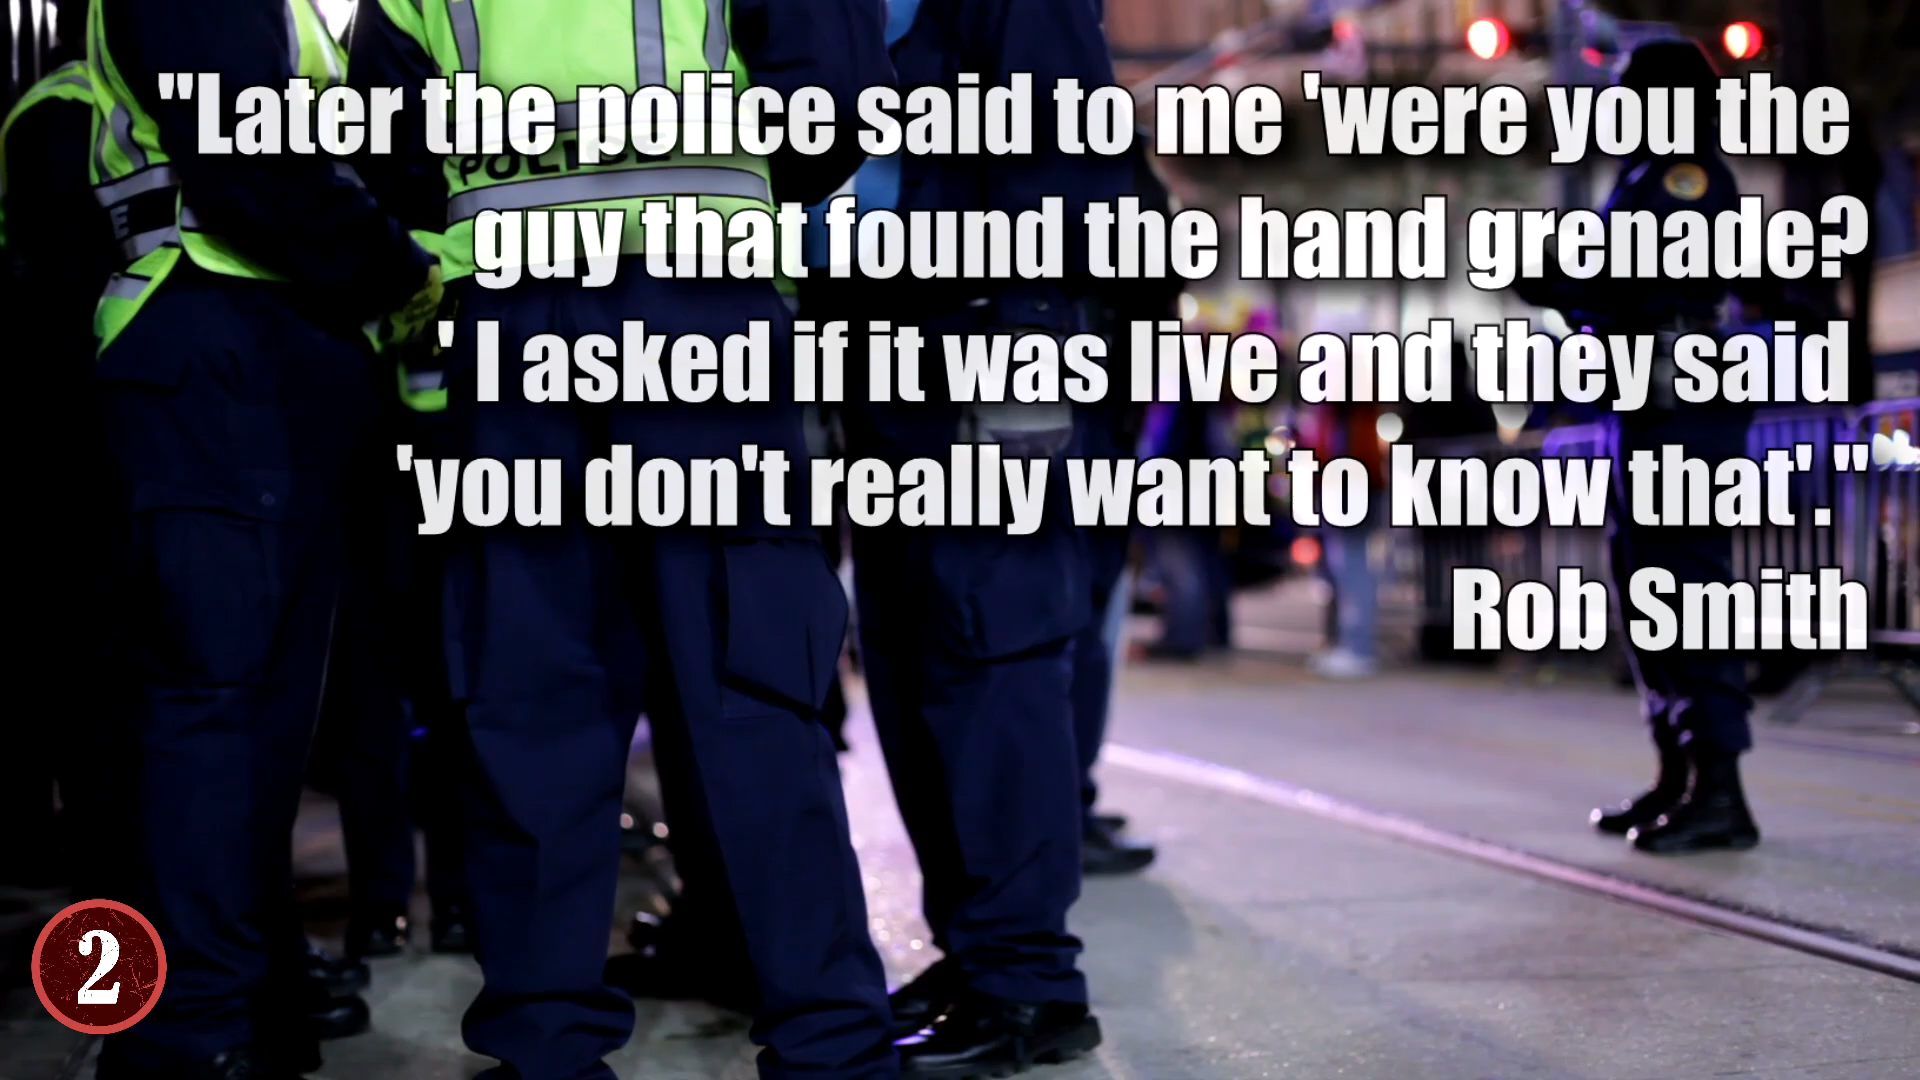 "Later the police said to me 'were you the
guy that found the hand grenade?
' I asked if it was live and they said
'you don't really want to know that'."
Rob Smith
POLICE
2